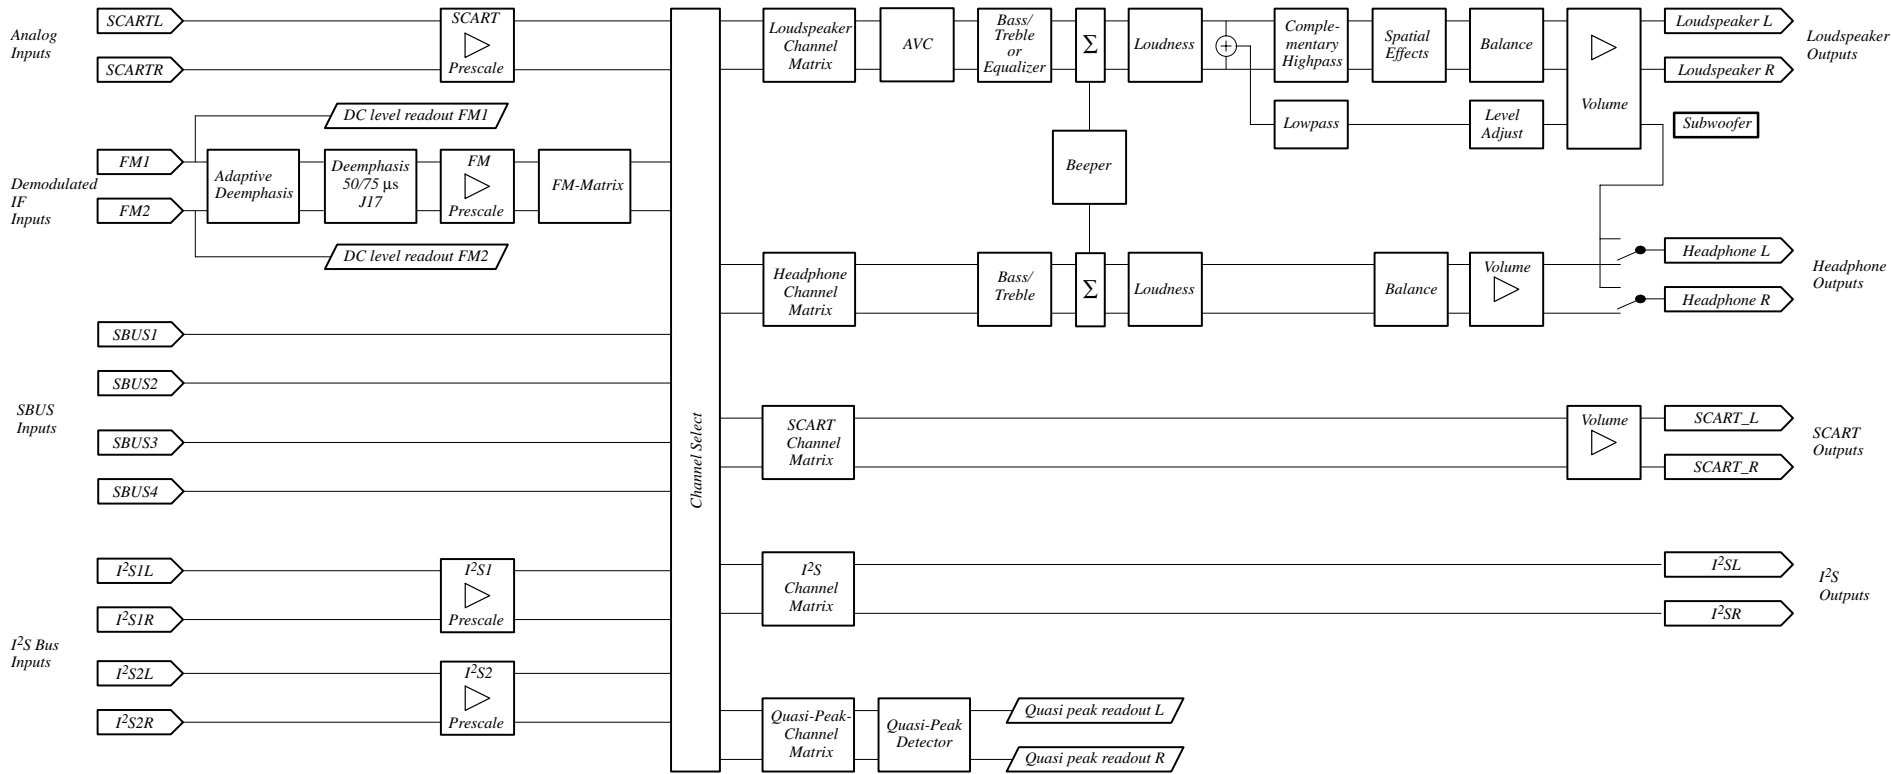 Analog
Inputs
SCARTL
SCARTR
SCART
Prescale
DC level readout FM1
Demodulated
IF
Inputs
FM1
FM2
Adaptive
Deemphasis
Deemphasis
50/75 µs
J17
FM
Prescale
FM-Matrix
DC level readout FM2
SBUS
Inputs
SBUS1
SBUS2
SBUS3
SBUS4
I²S Bus
Inputs
I²S1L
I²S1R
I²S2L
I²S2R
I²S1
Prescale
I²S2
Prescale
Channel Select
Loudspeaker
Channel
Matrix
AVC
Bass/
Treble
or
Equalizer
Σ
Loudness
+
Comple-
mentary
Highpass
Spatial
Effects
Balance
Volume
Loudspeaker L
Loudspeaker R
Loudspeaker
Outputs
Lowpass
Level
Adjust
Subwoofer
Beeper
Headphone
Channel
Matrix
Bass/
Treble
Σ
Loudness
Balance
Volume
Headphone L
Headphone R
Headphone
Outputs
SCART
Channel
Matrix
Volume
SCART_L
SCART_R
SCART
Outputs
I²S
Channel
Matrix
I²SL
I²SR
I²S
Outputs
Quasi-Peak-
Channel
Matrix
Quasi-Peak
Detector
Quasi peak readout L
Quasi peak readout R